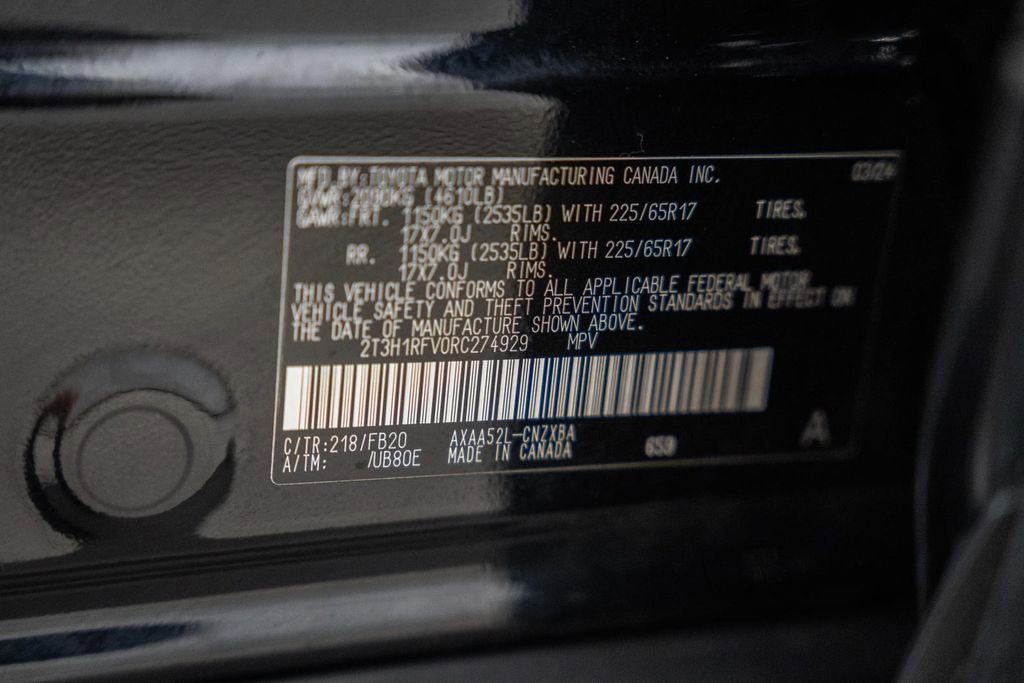 MFD.BY:TOYOTA MOTOR MANUFACTURING CANADA INC. 03/24
GVWR:2090KG (4610LB)
GAWR:FRT. 1150KG (2535LB) WITH 225/65R17 TIRES,
17X7.0J RIMS.
RR. 1150KG (2535LB) WITH 225/65R17 TIRES,
17X7.0J RIMS.
THIS VEHICLE CONFORMS TO ALL APPLICABLE FEDERAL MOTOR
VEHICLE SAFETY AND THEFT PREVENTION STANDARDS IN EFFECT ON
THE DATE OF MANUFACTURE SHOWN ABOVE.
2T3H1RFV0RC274929 MPV
C/TR:218/FB20 AXAA52L-CNZXBA
A/TM: /UB80E MADE IN CANADA 659 A